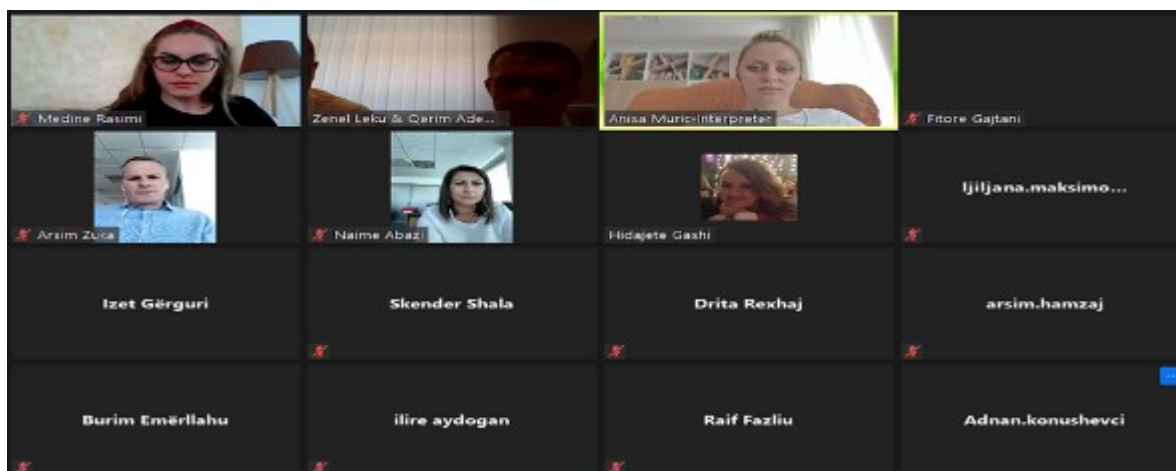 Medine Rasimi
Zenel Leku & Qerim Ade...
Anisa Muric-Interpreter
Fitore Gajtani
Arsim Zuka
Naime Abazi
Hidajete Gashi
ljiljana.maksimo...
Izet Gërguri
Skender Shala
Drita Rexhaj
arsim.hamzaj
Burim Emërllahu
ilire aydogan
Raif Fazliu
Adnan.konushevci